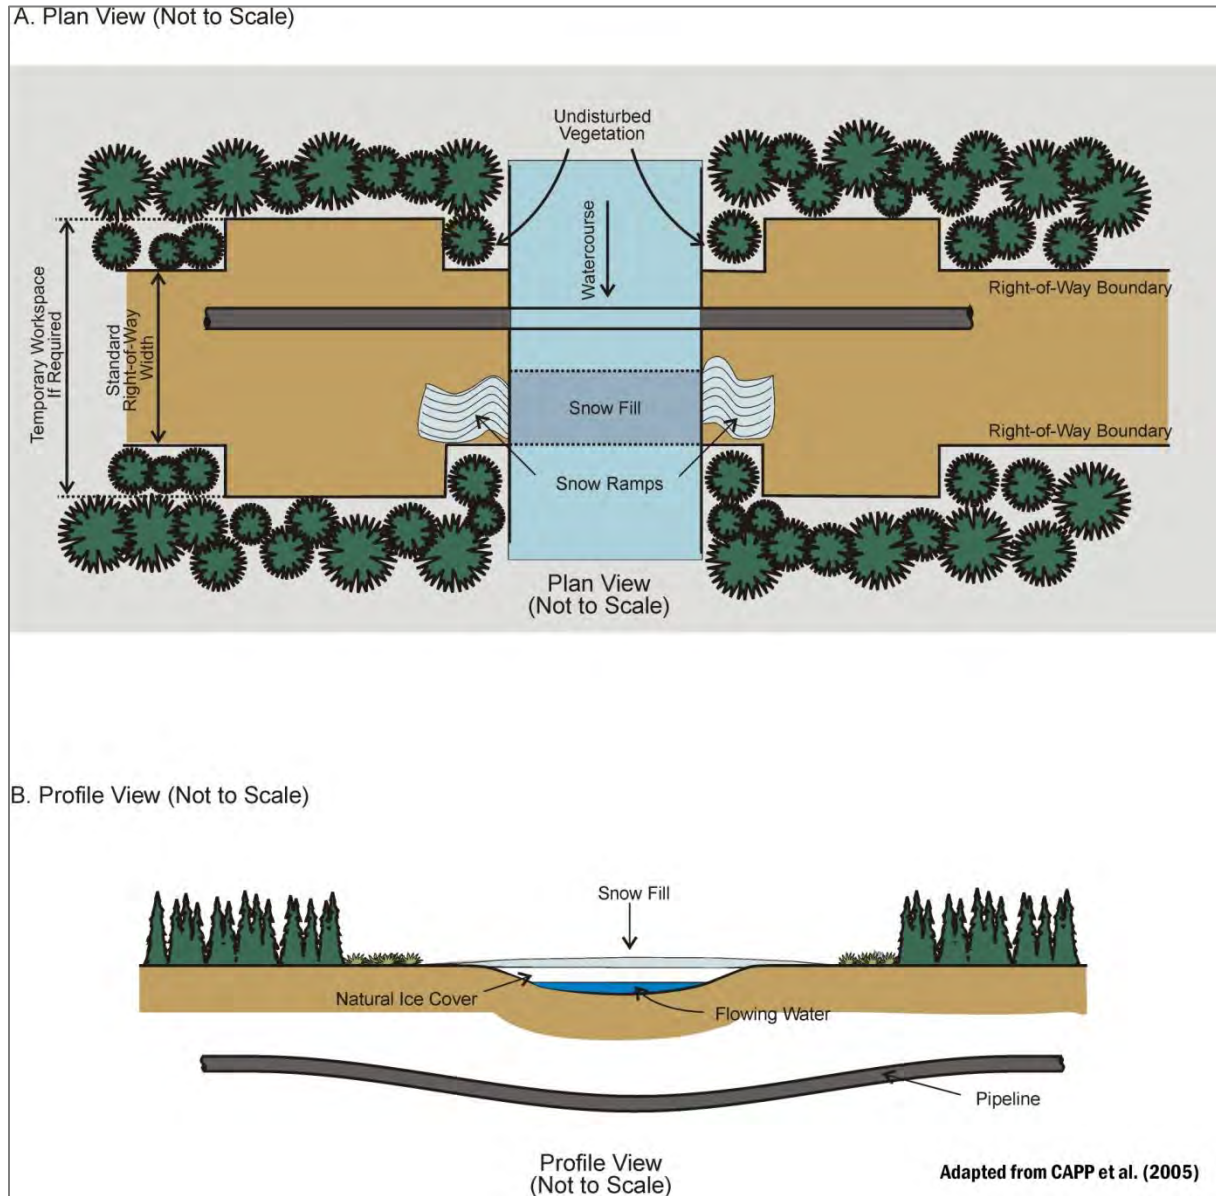 A. Plan View (Not to Scale)
Undisturbed
Vegetation
Watercourse
Temporary Workspace
If Required
Standard
Right-of-Way
Width
Right-of-Way Boundary
Snow Fill
Right-of-Way Boundary
Snow Ramps
Plan View
(Not to Scale)
B. Profile View (Not to Scale)
Snow Fill
Natural Ice Cover
Flowing Water
Pipeline
Profile View
(Not to Scale)
Adapted from CAPP et al. (2005)